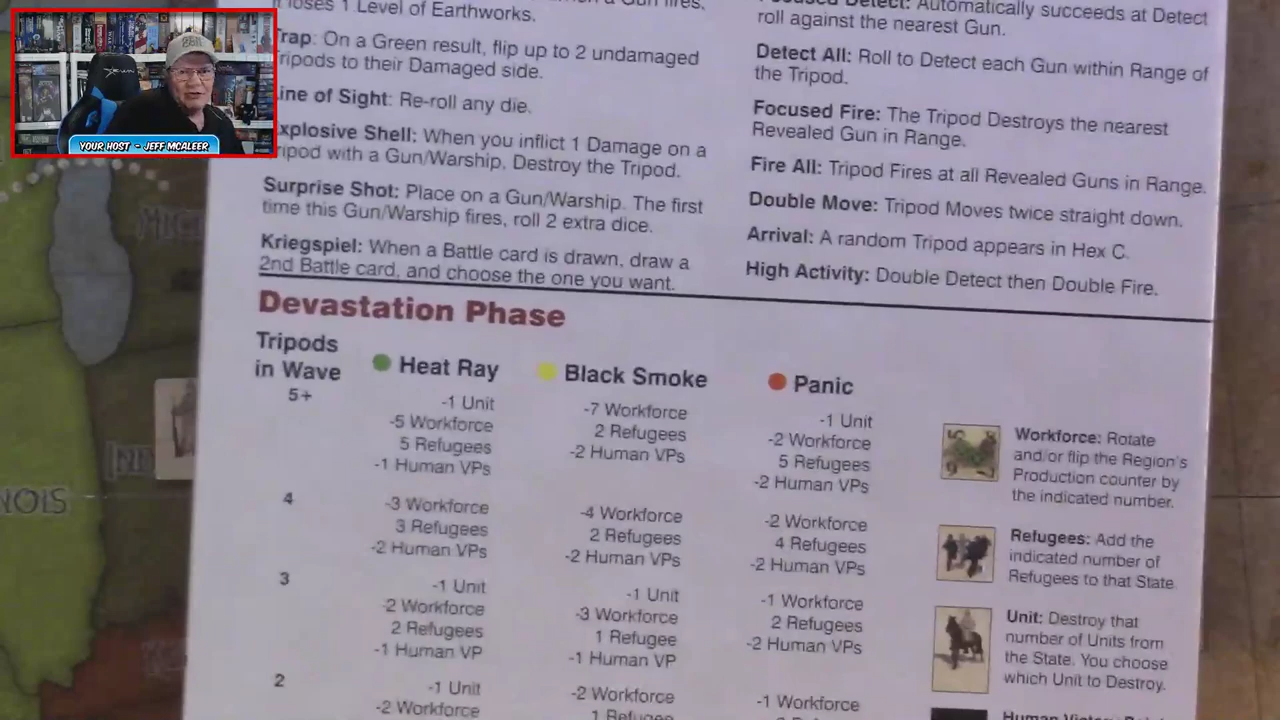 YOUR HOST - JEFF MCALEER
It loses 1 Level of Earthworks.
Trap: On a Green result, flip up to 2 undamaged
Tripods to their Damaged side.
Line of Sight: Re-roll any die.
Explosive Shell: When you inflict 1 Damage on a
Tripod with a Gun/Warship, Destroy the Tripod.
Surprise Shot: Place on a Gun/Warship. The first
time this Gun/Warship fires, roll 2 extra dice.
Kriegspiel: When a Battle card is drawn, draw a
2nd Battle card, and choose the one you want.
Focused Detect: Automatically succeeds at Detect
roll against the nearest Gun.
Detect All: Roll to Detect each Gun within Range of
the Tripod.
Focused Fire: The Tripod Destroys the nearest
Revealed Gun in Range.
Fire All: Tripod Fires at all Revealed Guns in Range.
Double Move: Tripod Moves twice straight down.
Arrival: A random Tripod appears in Hex C.
High Activity: Double Detect then Double Fire.
Devastation Phase
Tripods
in Wave
Heat Ray
Black Smoke
Panic
5+
-1 Unit
-5 Workforce
5 Refugees
-1 Human VPs
-7 Workforce
2 Refugees
-2 Human VPs
-1 Unit
-2 Workforce
5 Refugees
-2 Human VPs
4
-3 Workforce
3 Refugees
-2 Human VPs
-4 Workforce
2 Refugees
-2 Human VPs
-2 Workforce
4 Refugees
-2 Human VPs
3
-1 Unit
-2 Workforce
2 Refugees
-1 Human VP
-1 Unit
-3 Workforce
1 Refugee
-1 Human VP
-1 Workforce
2 Refugees
-2 Human VPs
2
-1 Unit
-2 Workforce
-2 Workforce
1 Refugee
-1 Workforce
Workforce: Rotate
and/or flip the Region's
Production counter by
the indicated number.
Refugees: Add the
indicated number of
Refugees to that State.
Unit: Destroy that
number of Units from
the State. You choose
which Unit to Destroy.